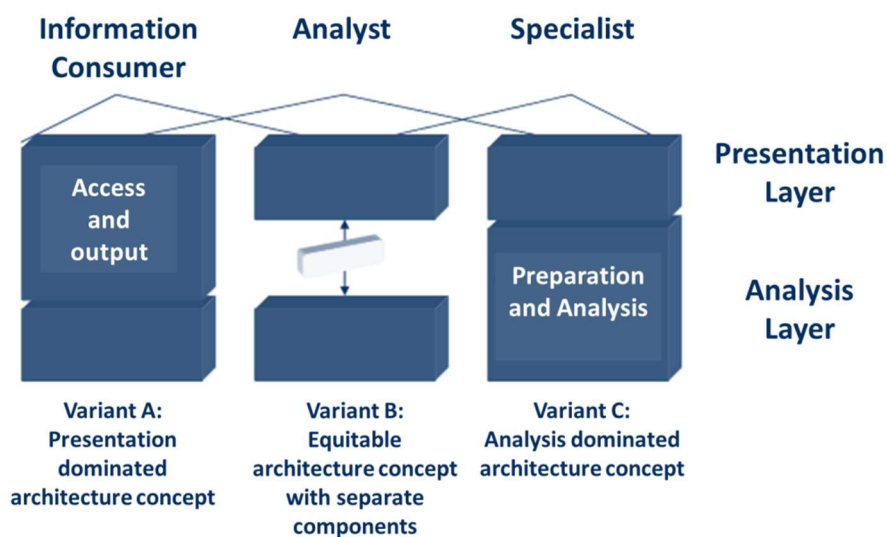 Information
Consumer
Analyst
Specialist
Access
and
output
Presentation
Layer
Preparation
and Analysis
Analysis
Layer
Variant A:
Presentation
dominated
architecture concept
Variant B:
Equitable
architecture concept
with separate
components
Variant C:
Analysis dominated
architecture concept